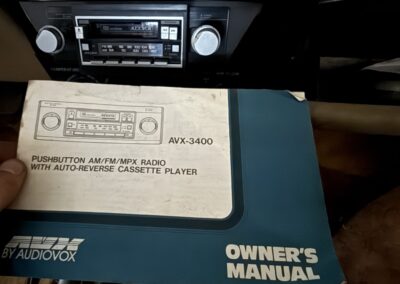 AVX-3400
PUSHBUTTON AM/FM/MPX RADIO
WITH AUTO-REVERSE CASSETTE PLAYER
AVX
BY AUDIOVOX
OWNER'S
MANUAL